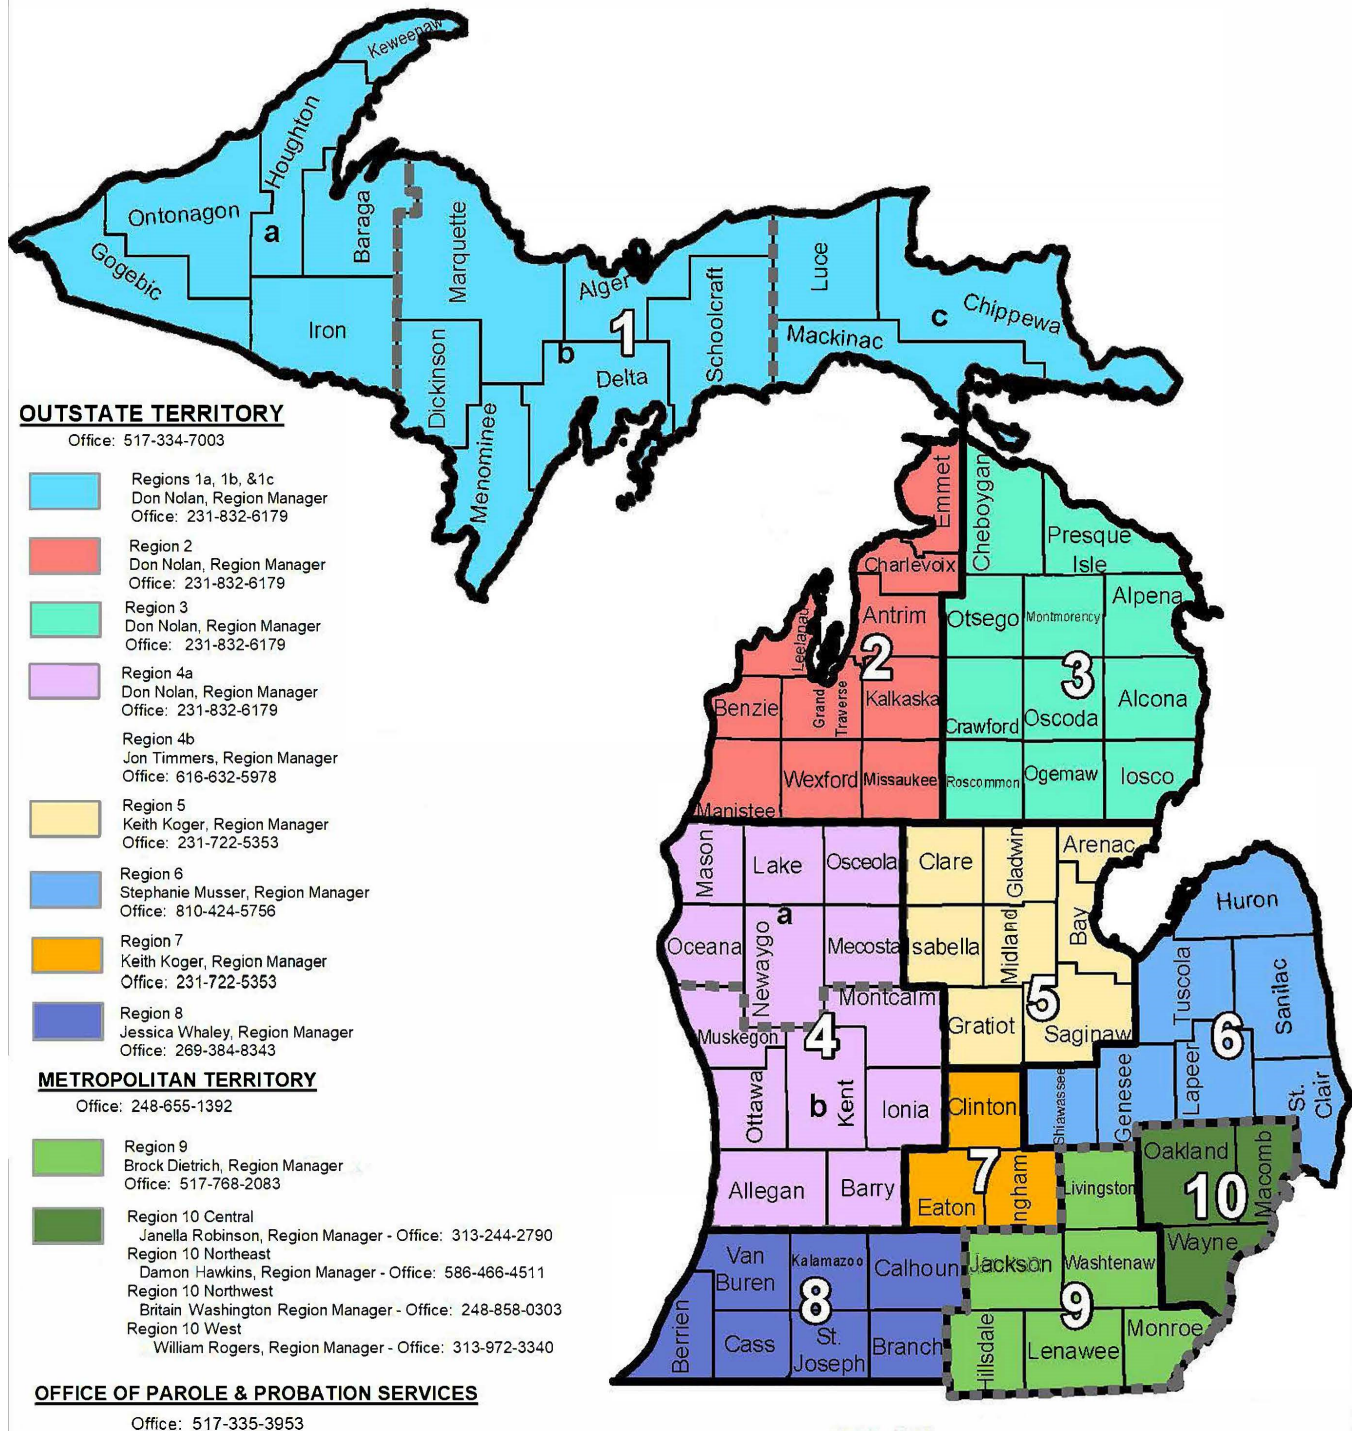 Keweenaw
Houghton
Ontonagon
a
Baraga
Gogebic
Iron
Marquette
Dickinson
Menominee
Alger
1
b
Delta
Schoolcraft
Luce
c
Chippewa
Mackinac
OUTSTATE TERRITORY
Office: 517-334-7003
Regions 1a, 1b, &1c
Don Nolan, Region Manager
Office: 231-832-6179
Region 2
Don Nolan, Region Manager
Office: 231-832-6179
Region 3
Don Nolan, Region Manager
Office: 231-832-6179
Region 4a
Don Nolan, Region Manager
Office: 231-832-6179
Region 4b
Jon Timmers, Region Manager
Office: 616-632-5978
Region 5
Keith Koger, Region Manager
Office: 231-722-5353
Region 6
Stephanie Musser, Region Manager
Office: 810-424-5756
Region 7
Keith Koger, Region Manager
Office: 231-722-5353
Region 8
Jessica Whaley, Region Manager
Office: 269-384-8343
METROPOLITAN TERRITORY
Office: 248-655-1392
Region 9
Brock Dietrich, Region Manager
Office: 517-768-2083
Region 10 Central
Janella Robinson, Region Manager - Office: 313-244-2790
Region 10 Northeast
Damon Hawkins, Region Manager - Office: 586-466-4511
Region 10 Northwest
Britain Washington Region Manager - Office: 248-858-0303
Region 10 West
William Rogers, Region Manager - Office: 313-972-3340
OFFICE OF PAROLE & PROBATION SERVICES
Office: 517-335-3953
Emmet
Cheboygan
Presque
Isle
Charlevoix
Antrim
Otsego
Montmorency
Alpena
Leelanau
2
3
Benzie
Grand
Traverse
Kalkaska
Crawford
Oscoda
Alcona
Manistee
Wexford
Missaukee
Roscommon
Ogemaw
Iosco
Mason
Lake
Osceola
Clare
Gladwin
Arenac
a
Oceana
Newaygo
Mecosta
Isabella
Midland
Bay
Huron
Montcalm
5
Tuscola
Sanilac
Muskegon
4
Gratiot
Saginaw
6
Ottawa
b
Kent
Ionia
Clinton
Shiawassee
Genesee
Lapeer
St.
Clair
Allegan
Barry
7
Eaton
Ingham
Livingston
Oakland
Macomb
10
Van
Buren
Kalamazoo
Calhoun
Jackson
Washtenaw
Wayne
8
9
Berrien
Cass
St.
Joseph
Branch
Hillsdale
Lenawee
Monroe